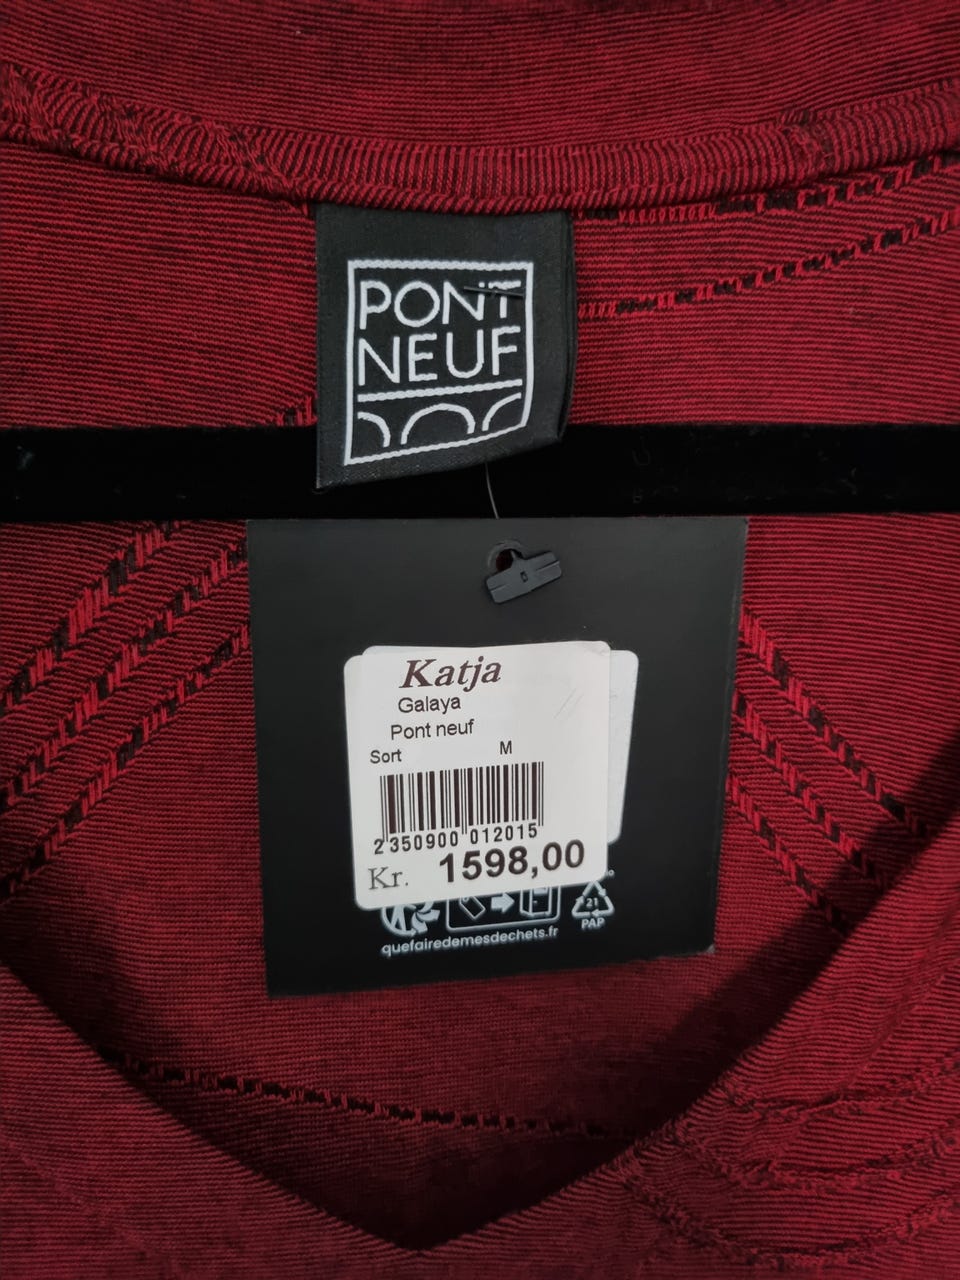 PONT
NEUF
Katja
Galaya
Pont neuf
Sort M
2 350900 012015
Kr. 1598,00
21
PAP
quefairedemesdechets.fr